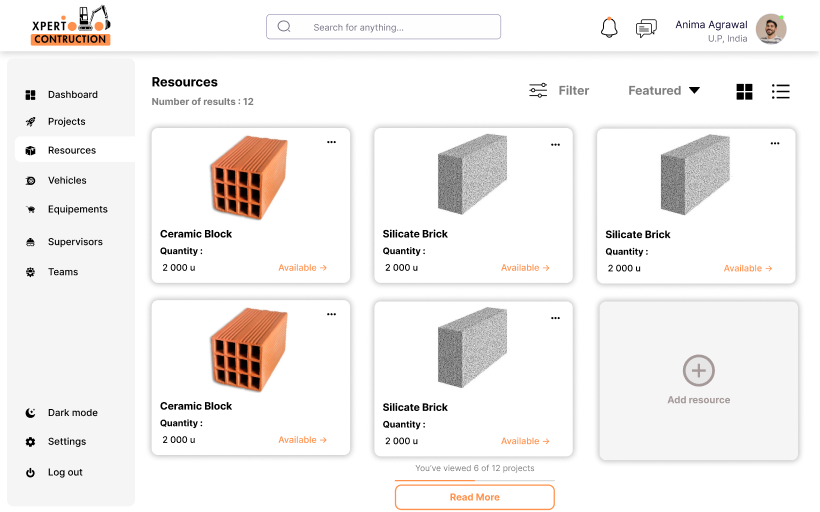 XPERT
CONTRUCTION
Search for anything...
Anima Agrawal
U.P, India
Dashboard
Projects
Resources
Vehicles
Equipements
Supervisors
Teams
Dark mode
Settings
Log out
Resources
Number of results : 12
Filter
Featured
Ceramic Block
Quantity :
2 000 u
Available →
Silicate Brick
Quantity :
2 000 u
Available →
Silicate Brick
Quantity :
2 000 u
Available →
Ceramic Block
Quantity :
2 000 u
Available →
Silicate Brick
Quantity :
2 000 u
Available →
Add resource
You've viewed 6 of 12 projects
Read More